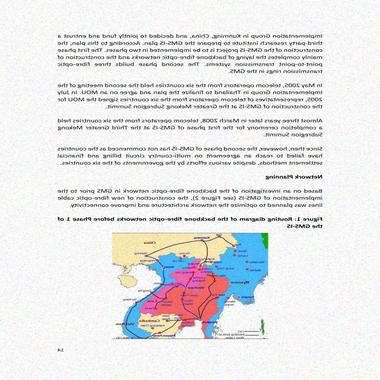 Implementation Group in Kunming, China, and decided to jointly fund and entrust a
third-party research institute to prepare the GMS-IS plan. According to this plan, the
construction of the GMS-IS project is to be implemented in two phases. The first phase
mainly completes the laying of backbone fibre-optic networks and the construction of
point-to-point transmission systems. The second phase builds three fibre-optic
transmission rings in the GMS.
In May 2005, telecom operators from the six countries held the second meeting of the
Implementation Group in Thailand to finalize the plan and agree on an MOU. In July
2005, representatives of telecom operators from the six countries signed the MOU for
the construction of GMS-IS at the Greater Mekong Subregion Summit.
Almost three years later in March 2008, telecom operators from the six countries held
a completion ceremony for the first phase of GMS-IS at the Third Greater Mekong
Subregion Summit.
Since then, however, the second phase of GMS-IS has not commenced as the countries
have failed to reach an agreement on multi-country circuit billing and financial
settlement methods, despite various efforts by the governments of the six countries.
Network Planning
Based on an investigation of the backbone fibre-optic network in GMS prior to the
implementation of GMS-IS (see Figure 2), the construction of new fibre-optic cable
lines was planned to optimize the network architecture and improve connectivity.
Figure 1: Routing diagram of the backbone fibre-optic networks before Phase 1 of
the GMS-IS
China
Myanmar
Cambodia
14